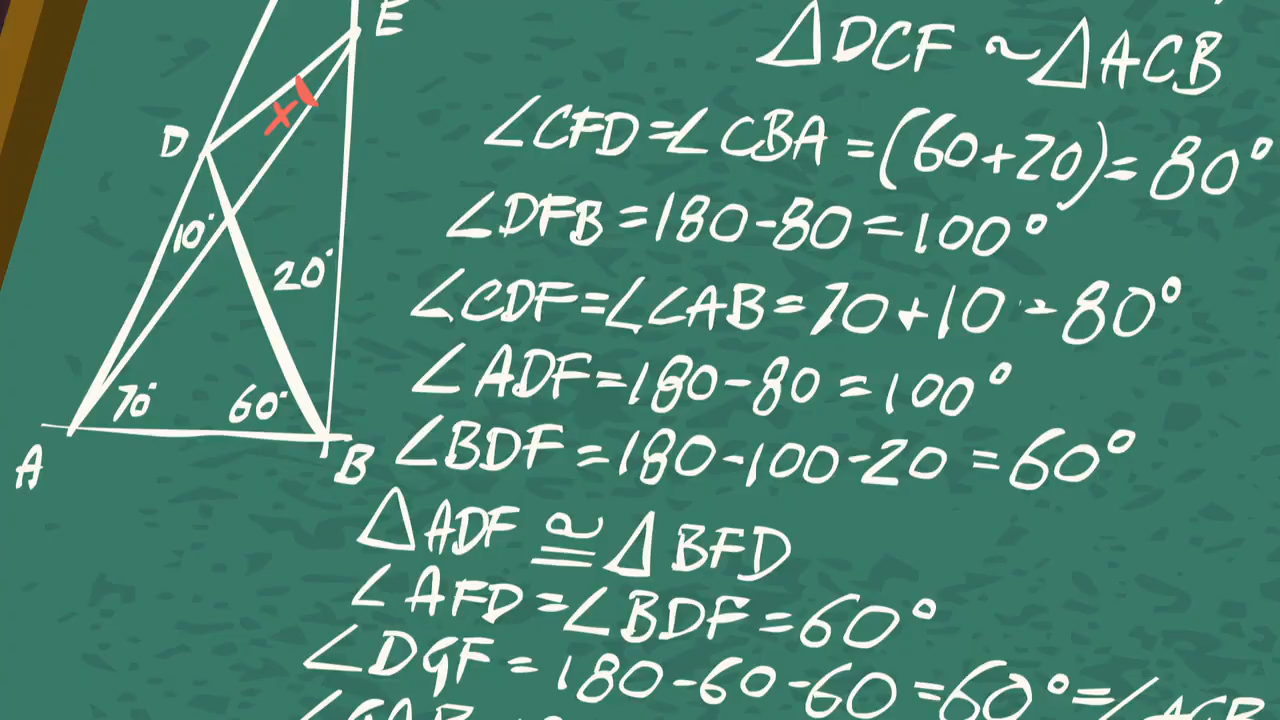 E
D
x
10°
20°
70°
60°
A
B
△DCF ~ △ACB
∠CFD = ∠CBA = (60+20) = 80°
∠DFB = 180-80 = 100°
∠CDF = ∠CAB = 70+10 = 80°
∠ADF = 180-80 = 100°
∠BDF = 180-100-20 = 60°
△ADF ≅ △BFD
∠AFD = ∠BDF = 60°
∠DGF = 180-60-60 = 60° = ∠ACB